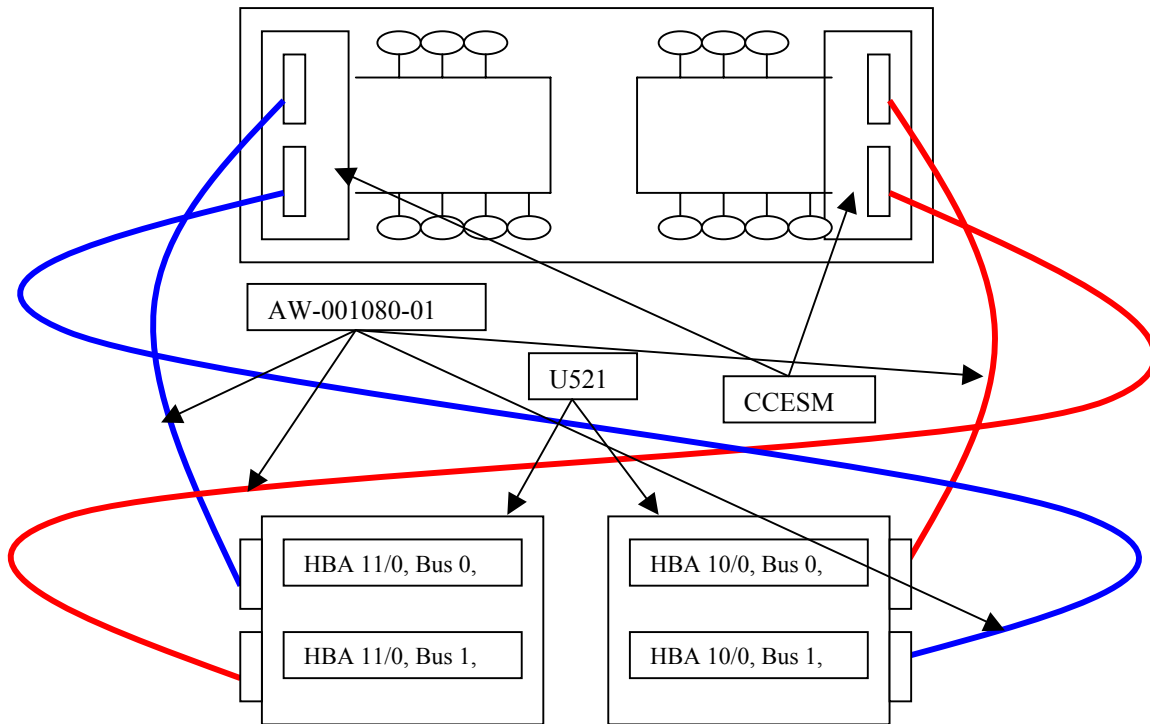 AW-001080-01
U521
CCESM
HBA 11/0, Bus 0,
HBA 10/0, Bus 0,
HBA 11/0, Bus 1,
HBA 10/0, Bus 1,